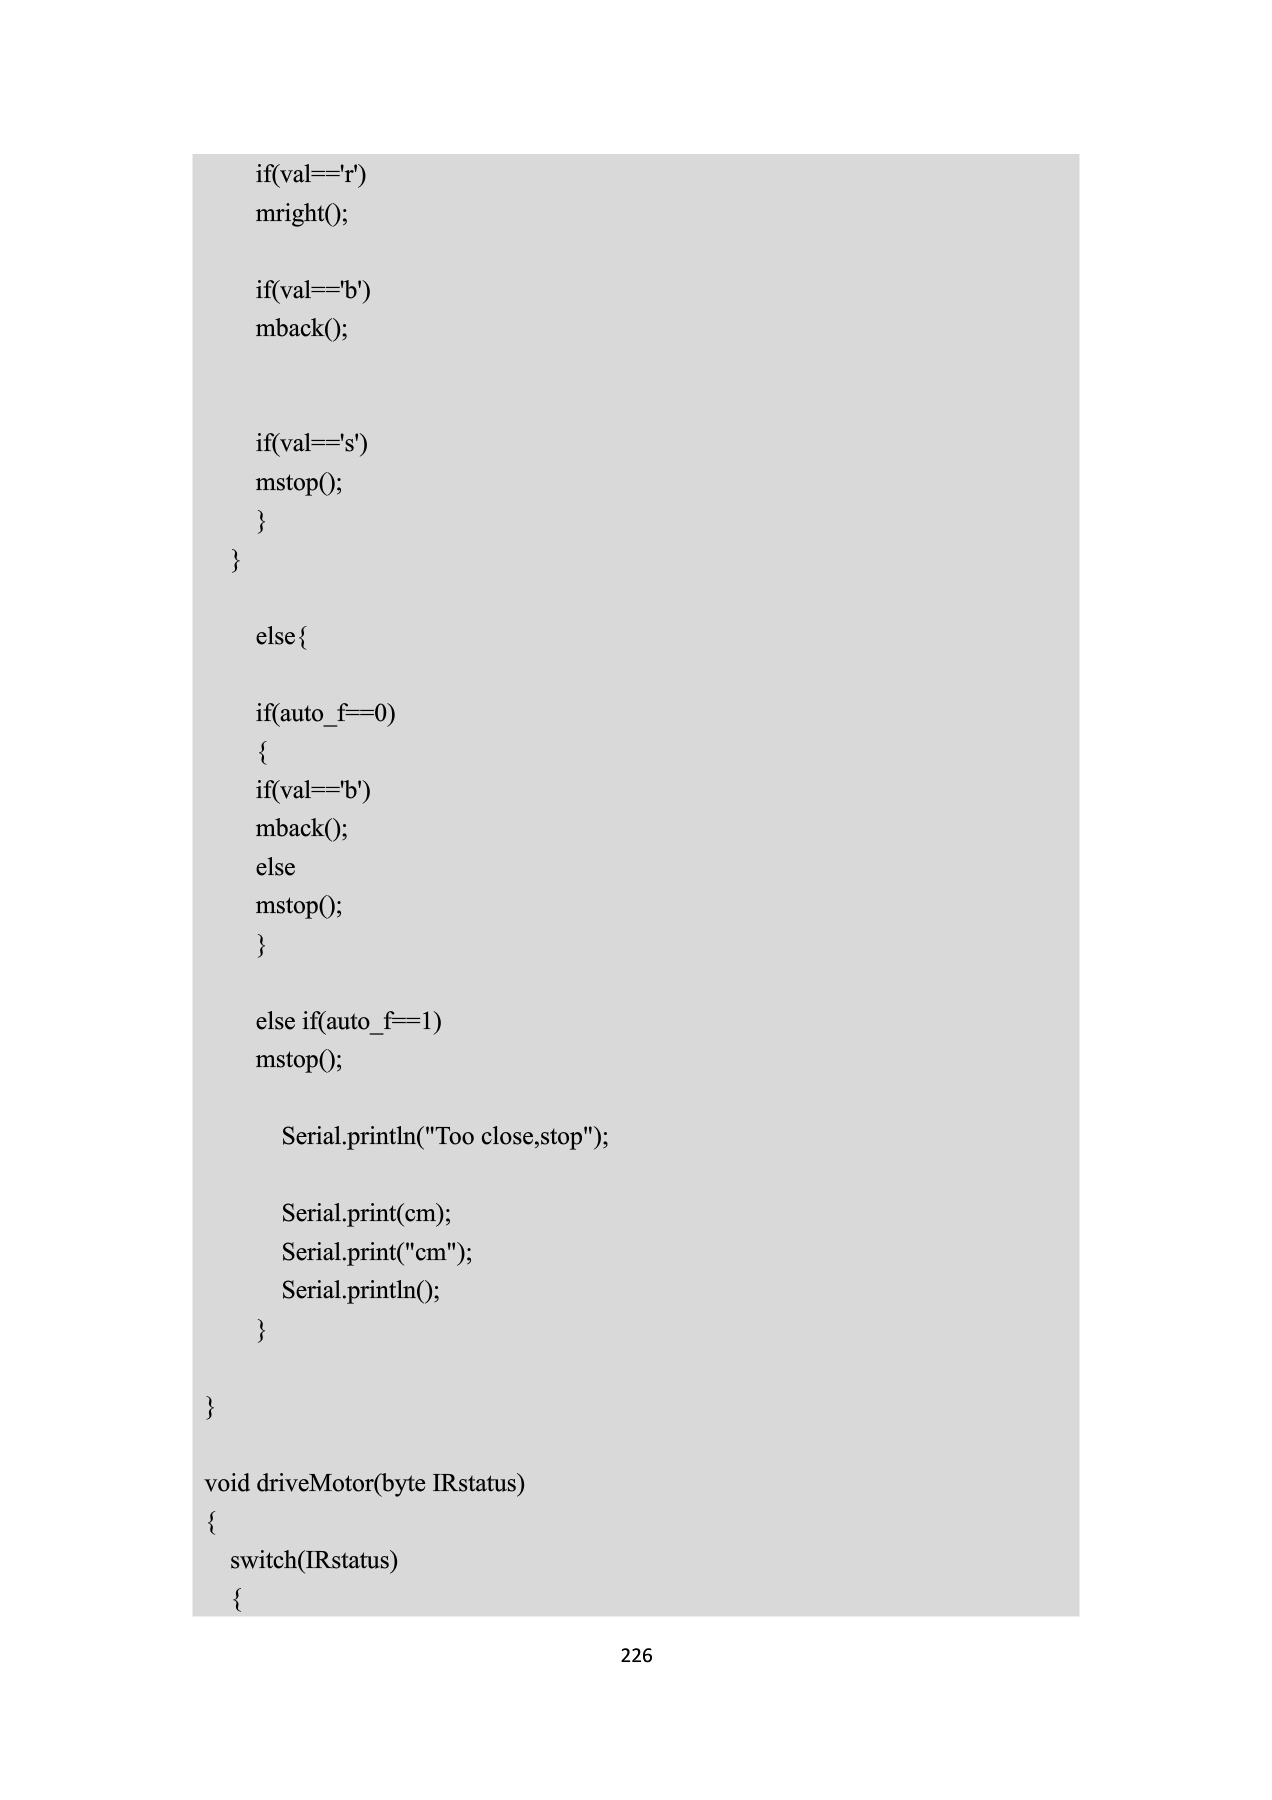 if(val=='r')
mright();
if(val=='b')
mback();
if(val=='s')
mstop();
}
}
else{
if(auto_f==0)
{
if(val=='b')
mback();
else
mstop();
}
else if(auto_f==1)
mstop();
Serial.println("Too close,stop");
Serial.print(cm);
Serial.print("cm");
Serial.println();
}
}
void driveMotor(byte IRstatus)
{
switch(IRstatus)
{
226